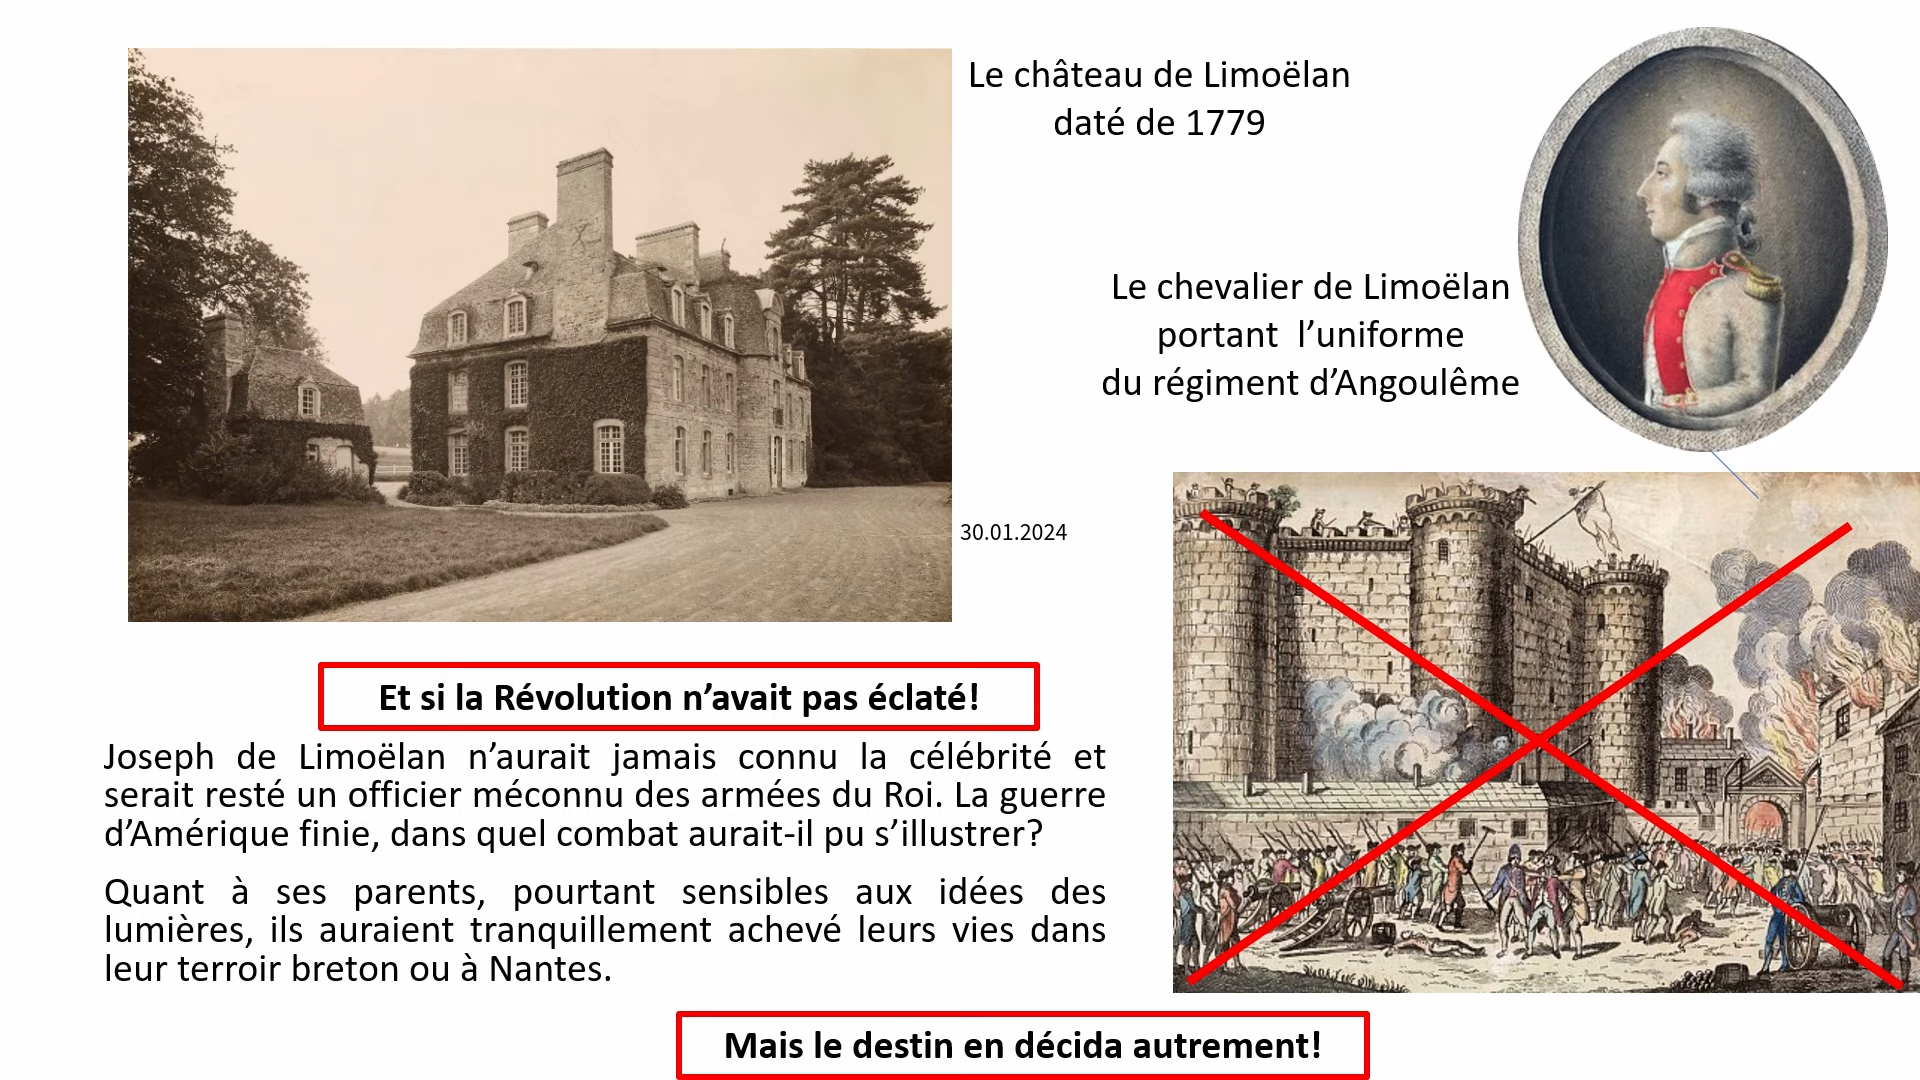 Le château de Limoëlan
daté de 1779
Le chevalier de Limoëlan
portant  l’uniforme
du régiment d’Angoulême
30.01.2024
Et si la Révolution n’avait pas éclaté!
Joseph de Limoëlan n’aurait jamais connu la célébrité et
serait resté un officier méconnu des armées du Roi. La guerre
d’Amérique finie, dans quel combat aurait-il pu s’illustrer?
Quant à ses parents, pourtant sensibles aux idées des
lumières, ils auraient tranquillement achevé leurs vies dans
leur terroir breton ou à Nantes.
Mais le destin en décida autrement!